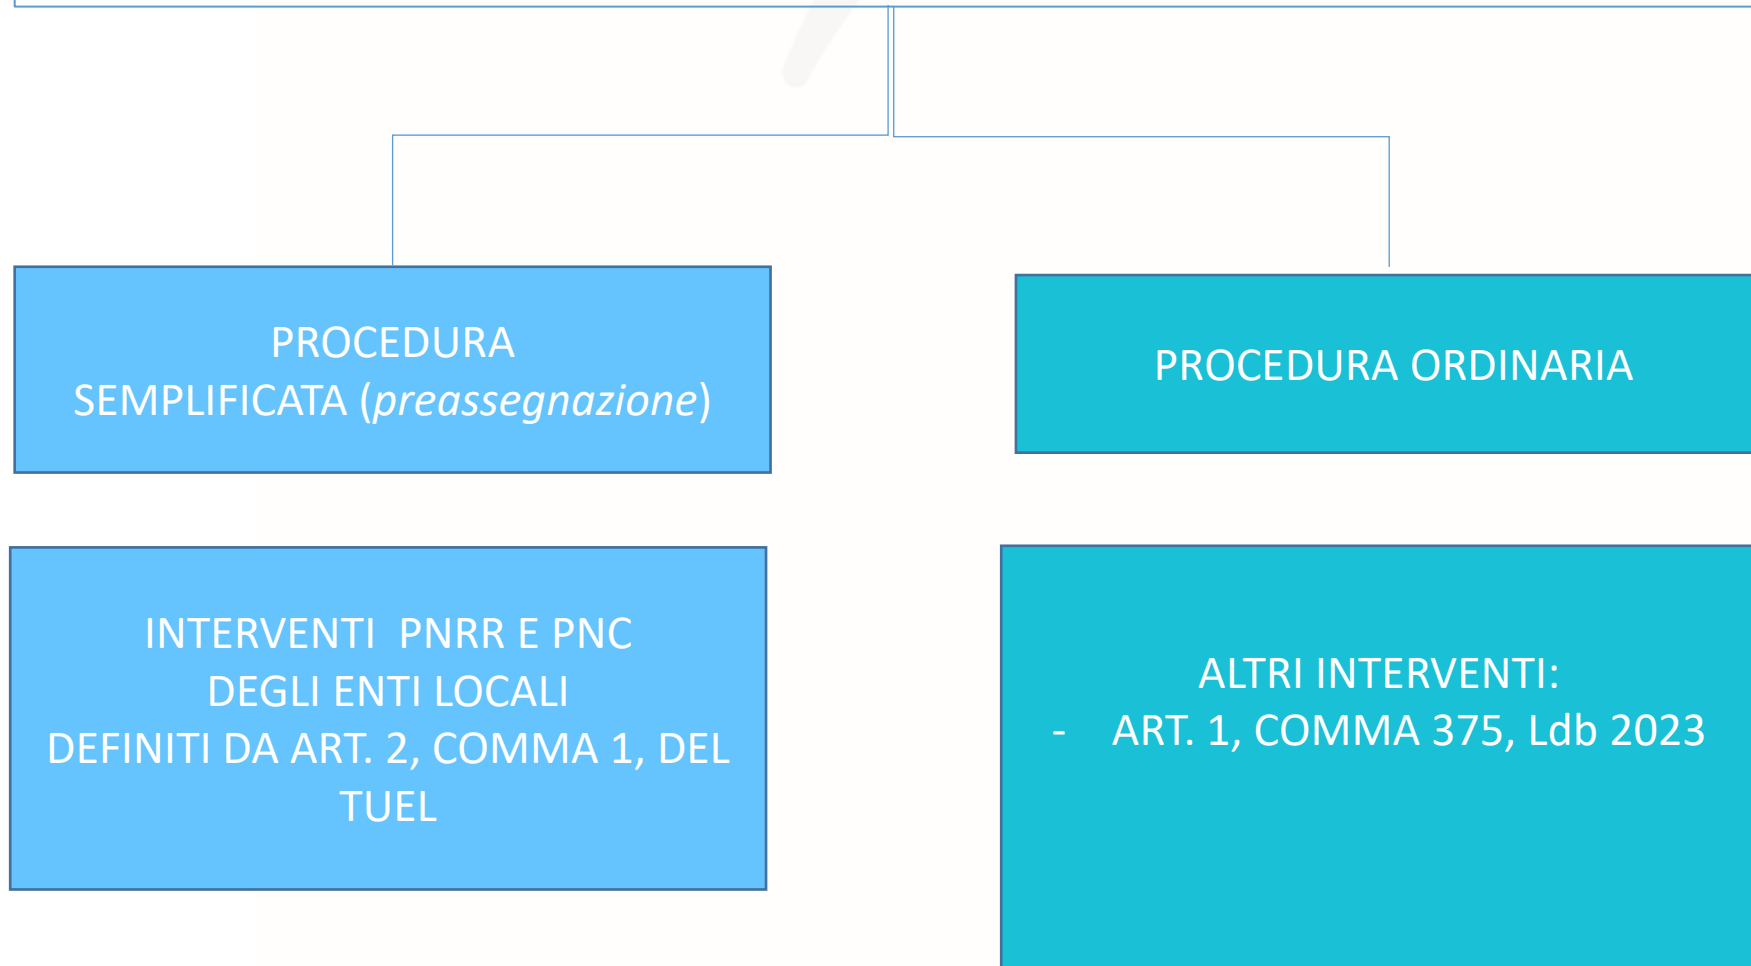 PROCEDURA
SEMPLIFICATA (preassegnazione)
PROCEDURA ORDINARIA
INTERVENTI PNRR E PNC
DEGLI ENTI LOCALI
DEFINITI DA ART. 2, COMMA 1, DEL
TUEL
ALTRI INTERVENTI:
- ART. 1, COMMA 375, Ldb 2023